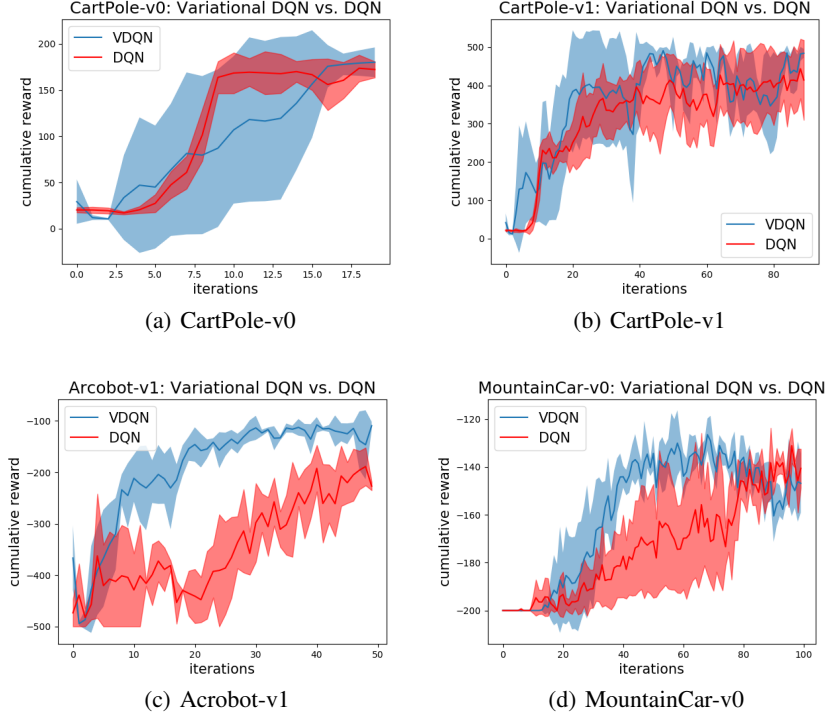 CartPole-v0: Variational DQN vs. DQN
VDQN
DQN
cumulative reward
200
150
100
50
0
0.0 2.5 5.0 7.5 10.0 12.5 15.0 17.5
iterations
(a) CartPole-v0
CartPole-v1: Variational DQN vs. DQN
VDQN
DQN
cumulative reward
500
400
300
200
100
0
0 20 40 60 80
iterations
(b) CartPole-v1
Arcobot-v1: Variational DQN vs. DQN
VDQN
DQN
cumulative reward
−100
−200
−300
−400
−500
0 10 20 30 40 50
iterations
(c) Acrobot-v1
MountainCar-v0: Variational DQN vs. DQN
VDQN
DQN
cumulative reward
−120
−140
−160
−180
−200
0 20 40 60 80 100
iterations
(d) MountainCar-v0